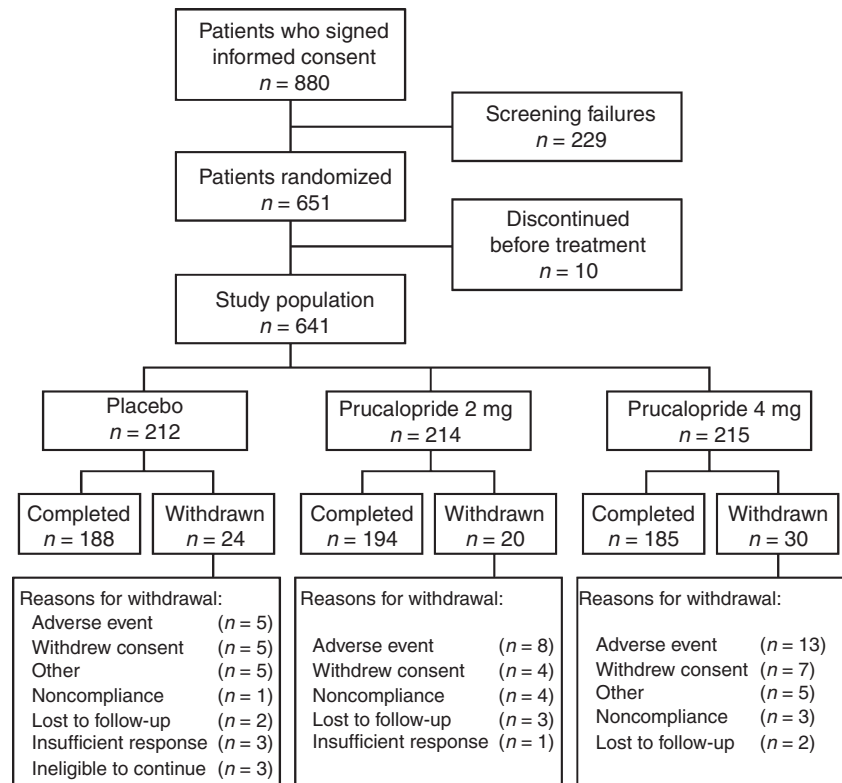 Patients who signed
informed consent
n = 880
Screening failures
n = 229
Patients randomized
n = 651
Discontinued
before treatment
n = 10
Study population
n = 641
Placebo
n = 212
Prucalopride 2 mg
n = 214
Prucalopride 4 mg
n = 215
Completed
n = 188
Withdrawn
n = 24
Completed
n = 194
Withdrawn
n = 20
Completed
n = 185
Withdrawn
n = 30
Reasons for withdrawal:
Adverse event (n = 5)
Withdrew consent (n = 5)
Other (n = 5)
Noncompliance (n = 1)
Lost to follow-up (n = 2)
Insufficient response (n = 3)
Ineligible to continue (n = 3)
Reasons for withdrawal:
Adverse event (n = 8)
Withdrew consent (n = 4)
Noncompliance (n = 4)
Lost to follow-up (n = 3)
Insufficient response (n = 1)
Reasons for withdrawal:
Adverse event (n = 13)
Withdrew consent (n = 7)
Other (n = 5)
Noncompliance (n = 3)
Lost to follow-up (n = 2)